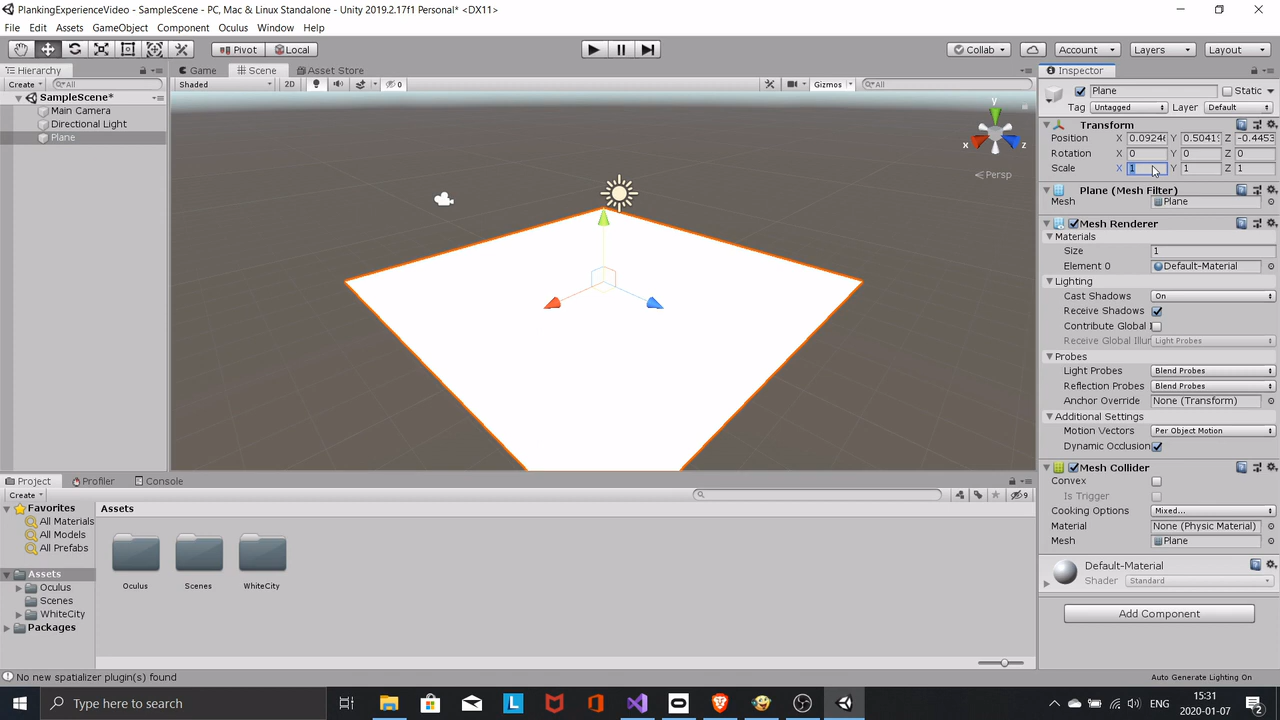 PlankingExperienceVideo - SampleScene - PC, Mac & Linux Standalone - Unity 2019.2.17f1 Personal* <DX11>
File Edit Assets GameObject Component Oculus Window Help
Pivot Local Collab Account Layers Layout
Hierarchy Game Scene Asset Store Inspector
Create All Shaded 2D 0 Gizmos All
Plane Static
SampleScene*
Main Camera
Directional Light
Plane
Tag Untagged Layer Default
Transform
Position X 0.0924 Y 0.5041 Z -0.4453
Rotation X 0 Y 0 Z 0
Scale X 1 Y 1 Z 1
y
x z
Persp
Plane (Mesh Filter)
Mesh Plane
Mesh Renderer
Materials
Size 1
Element 0 Default-Material
Lighting
Cast Shadows On
Receive Shadows
Contribute Global I
Receive Global Illur Light Probes
Probes
Light Probes Blend Probes
Reflection Probes Blend Probes
Anchor Override None (Transform)
Additional Settings
Motion Vectors Per Object Motion
Dynamic Occlusion
Mesh Collider
Convex
Is Trigger
Cooking Options Mixed...
Material None (Physic Material)
Mesh Plane
Default-Material
Shader Standard
Add Component
Project Profiler Console
Create 9
Favorites
All Materials
All Models
All Prefabs
Assets
Oculus
Scenes
WhiteCity
Packages
Assets
Oculus Scenes WhiteCity
No new spatializer plugin(s) found
Auto Generate Lighting On
Type here to search
L
ENG
15:31
2020-01-07
2